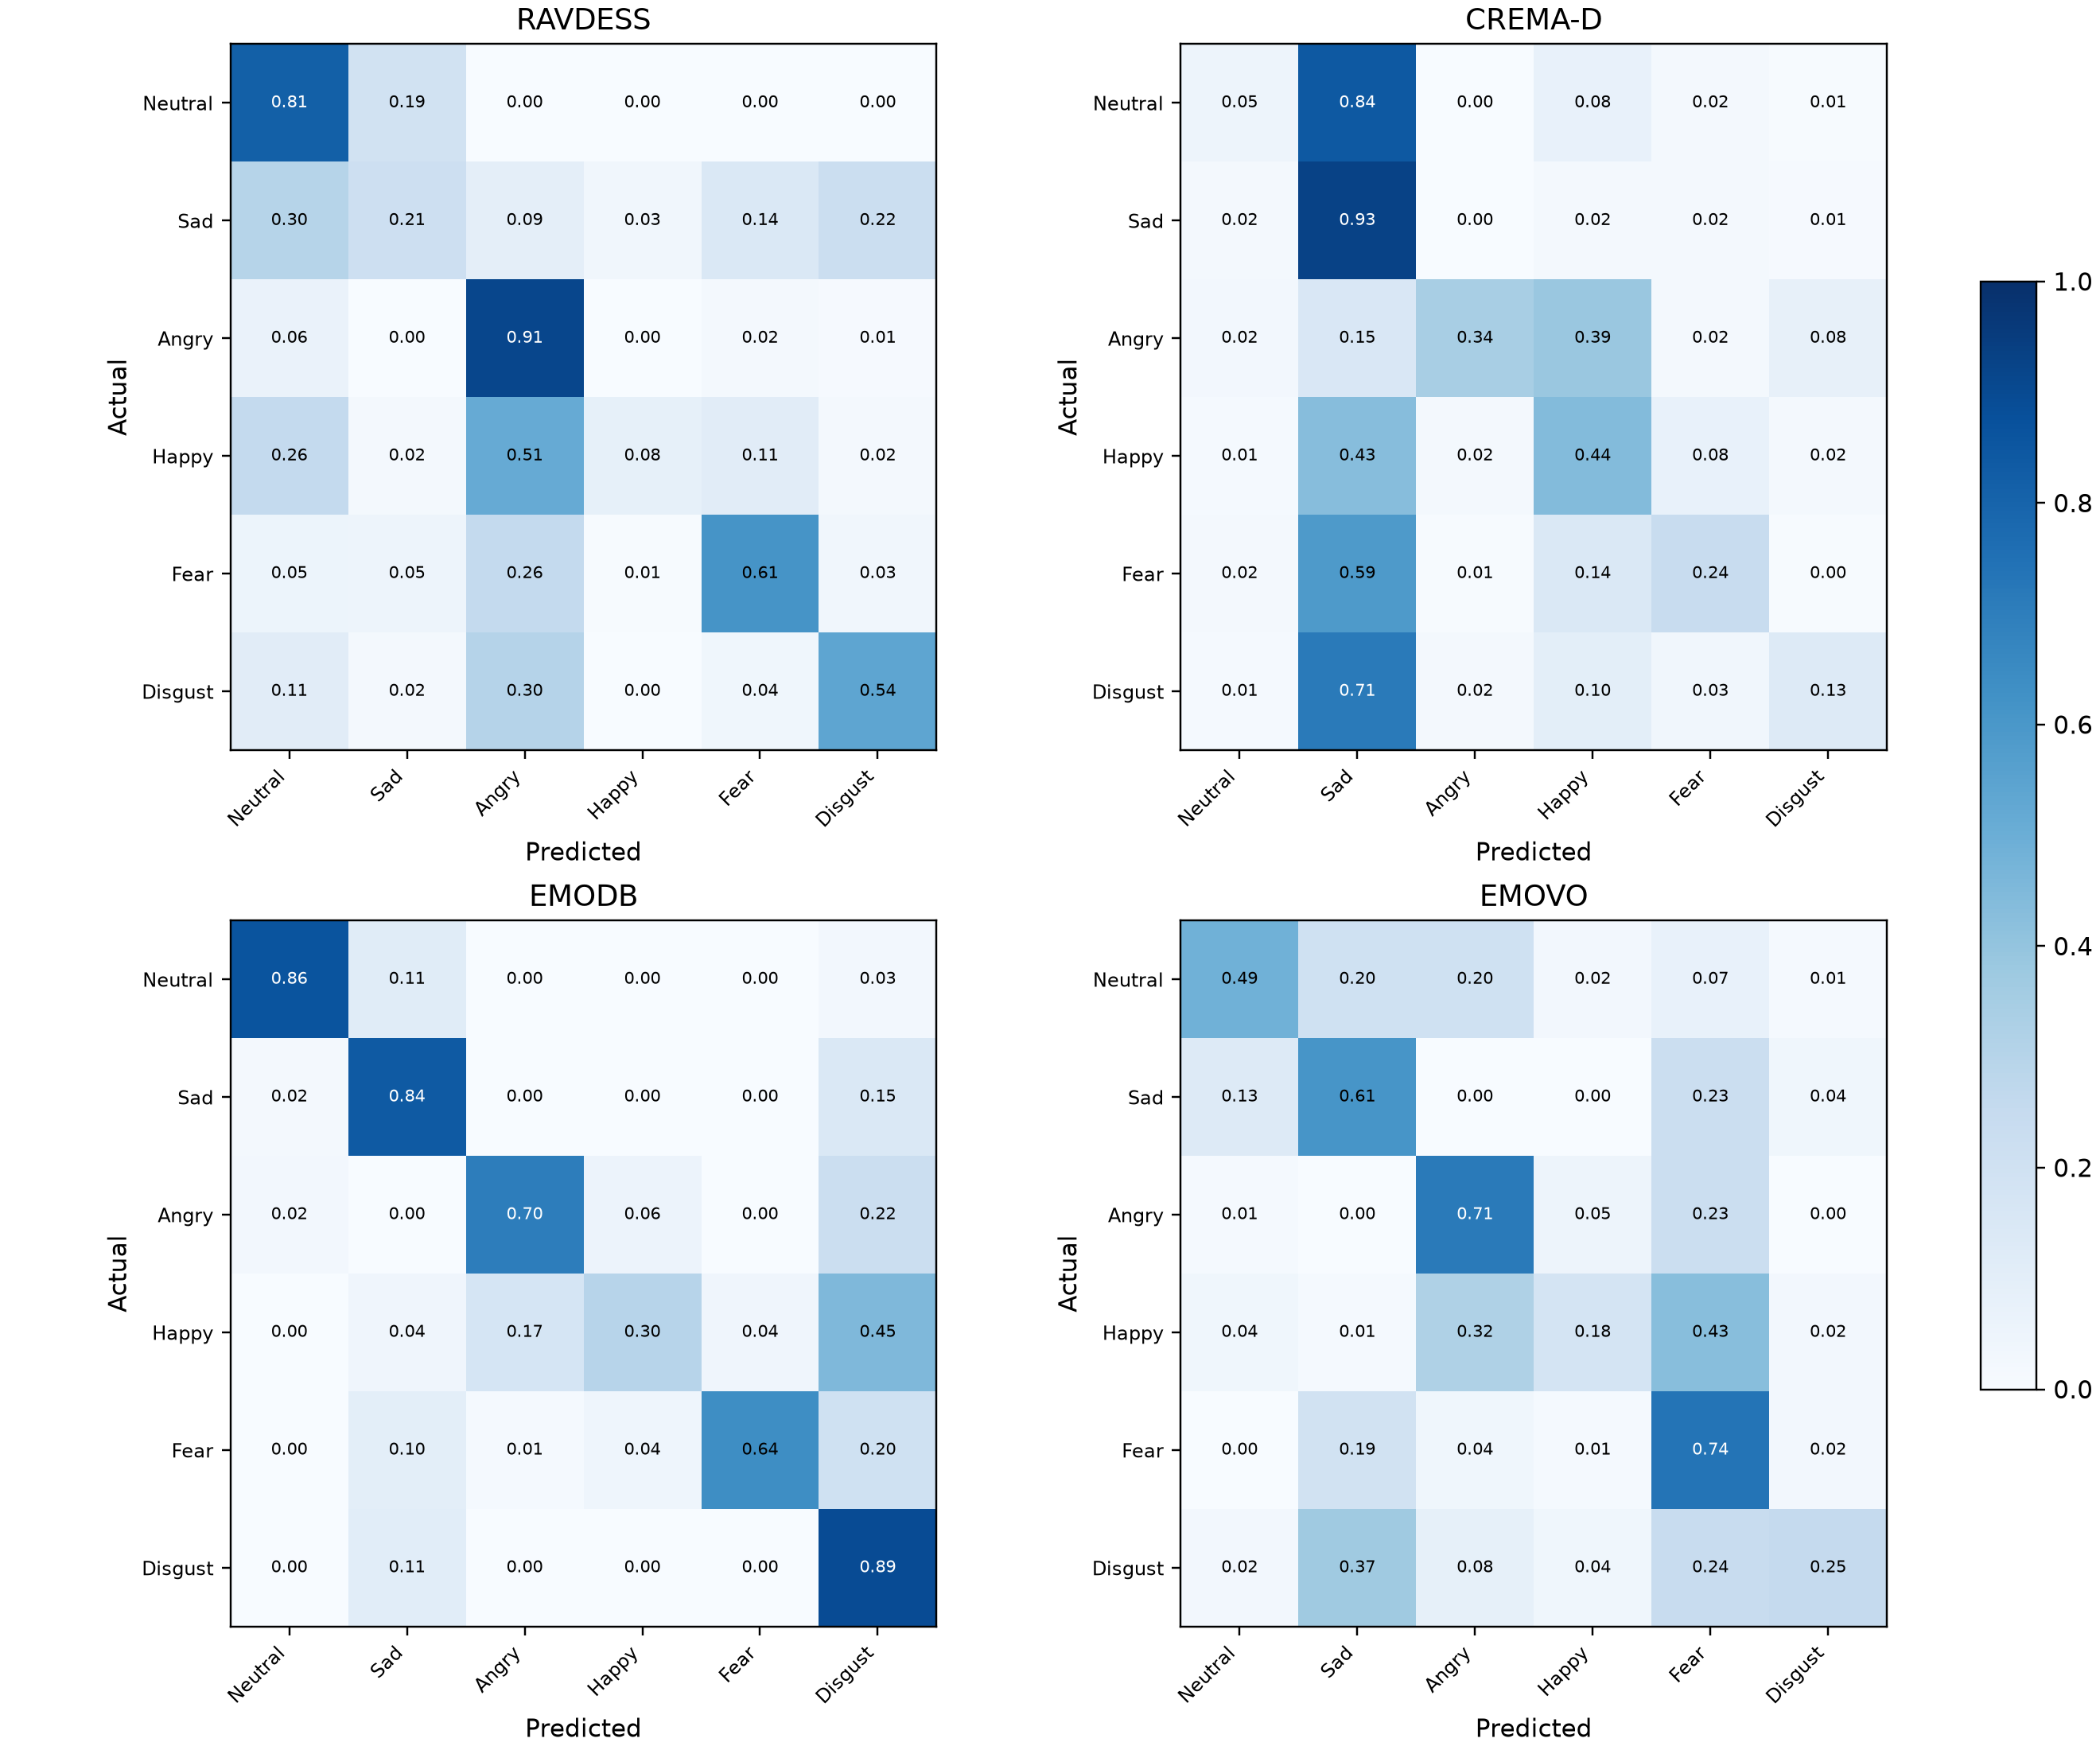 RAVDESS
Actual
Neutral 0.81 0.19 0.00 0.00 0.00 0.00
Sad 0.30 0.21 0.09 0.03 0.14 0.22
Angry 0.06 0.00 0.91 0.00 0.02 0.01
Happy 0.26 0.02 0.51 0.08 0.11 0.02
Fear 0.05 0.05 0.26 0.01 0.61 0.03
Disgust 0.11 0.02 0.30 0.00 0.04 0.54
Neutral Sad Angry Happy Fear Disgust
Predicted
CREMA-D
Actual
Neutral 0.05 0.84 0.00 0.08 0.02 0.01
Sad 0.02 0.93 0.00 0.02 0.02 0.01
Angry 0.02 0.15 0.34 0.39 0.02 0.08
Happy 0.01 0.43 0.02 0.44 0.08 0.02
Fear 0.02 0.59 0.01 0.14 0.24 0.00
Disgust 0.01 0.71 0.02 0.10 0.03 0.13
Neutral Sad Angry Happy Fear Disgust
Predicted
EMODB
Actual
Neutral 0.86 0.11 0.00 0.00 0.00 0.03
Sad 0.02 0.84 0.00 0.00 0.00 0.15
Angry 0.02 0.00 0.70 0.06 0.00 0.22
Happy 0.00 0.04 0.17 0.30 0.04 0.45
Fear 0.00 0.10 0.01 0.04 0.64 0.20
Disgust 0.00 0.11 0.00 0.00 0.00 0.89
Neutral Sad Angry Happy Fear Disgust
Predicted
EMOVO
Actual
Neutral 0.49 0.20 0.20 0.02 0.07 0.01
Sad 0.13 0.61 0.00 0.00 0.23 0.04
Angry 0.01 0.00 0.71 0.05 0.23 0.00
Happy 0.04 0.01 0.32 0.18 0.43 0.02
Fear 0.00 0.19 0.04 0.01 0.74 0.02
Disgust 0.02 0.37 0.08 0.04 0.24 0.25
Neutral Sad Angry Happy Fear Disgust
Predicted
1.0
0.8
0.6
0.4
0.2
0.0